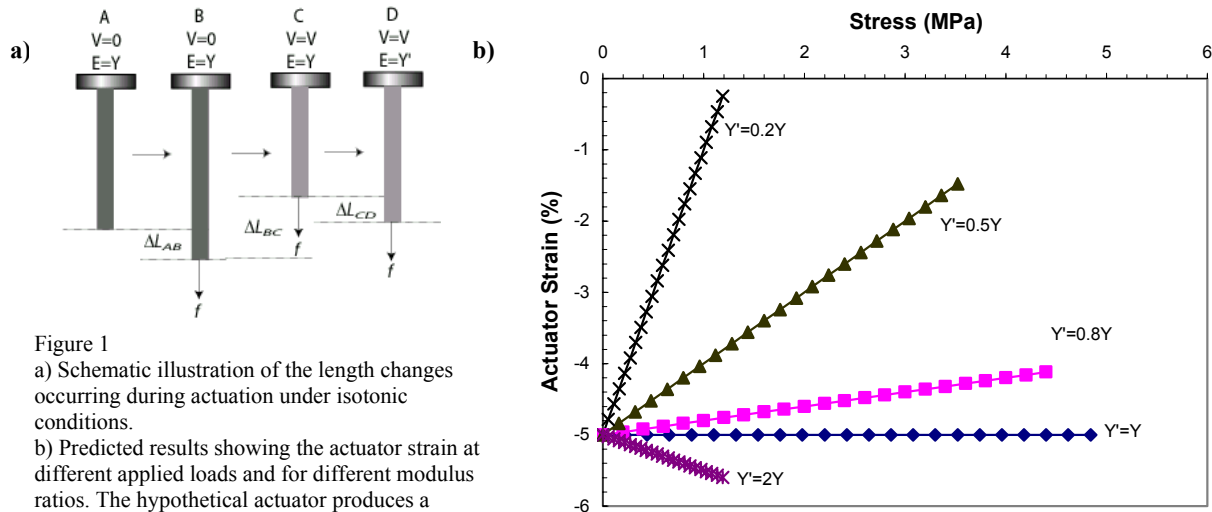 a)
A B C D
V=0 V=0 V=V V=V
E=Y E=Y E=Y E=Y'
ΔL_AB
ΔL_BC
ΔL_CD
f
f
f
Figure 1
a) Schematic illustration of the length changes
occurring during actuation under isotonic
conditions.
b) Predicted results showing the actuator strain at
different applied loads and for different modulus
ratios. The hypothetical actuator produces a
b)
Stress (MPa)
0 1 2 3 4 5 6
0
-1
-2
-3
-4
-5
-6
Actuator Strain (%)
Y'=0.2Y
Y'=0.5Y
Y'=0.8Y
Y'=Y
Y'=2Y